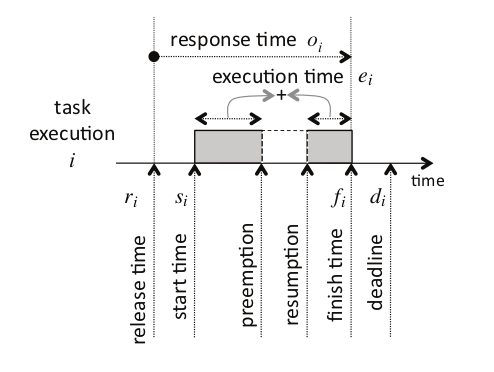 response time o_i
execution time e_i
+
task
execution
i
time
r_i
s_i
f_i
d_i
release time
start time
preemption
resumption
finish time
deadline